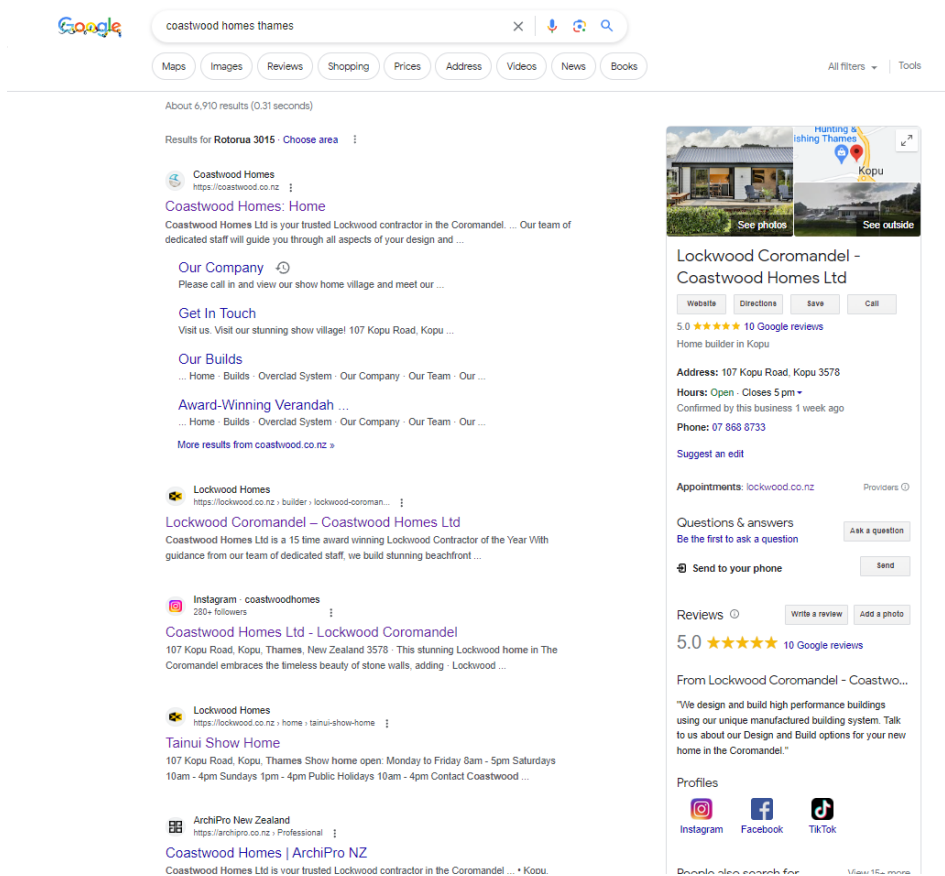 Google
coastwood homes thames
Maps
Images
Reviews
Shopping
Prices
Address
Videos
News
Books
All filters
Tools
About 6,910 results (0.31 seconds)
Results for Rotorua 3015 · Choose area
Coastwood Homes
https://coastwood.co.nz
Coastwood Homes: Home
Coastwood Homes Ltd is your trusted Lockwood contractor in the Coromandel. ... Our team of
dedicated staff will guide you through all aspects of your design and ...
Our Company
Please call in and view our show home village and meet our ...
Get In Touch
Visit us. Visit our stunning show village! 107 Kopu Road, Kopu ...
Our Builds
... Home · Builds · Overclad System · Our Company · Our Team · Our ...
Award-Winning Verandah ...
... Home · Builds · Overclad System · Our Company · Our Team · Our ...
More results from coastwood.co.nz »
Lockwood Homes
https://lockwood.co.nz › builder › lockwood-coroman...
Lockwood Coromandel – Coastwood Homes Ltd
Coastwood Homes Ltd is a 15 time award winning Lockwood Contractor of the Year With
guidance from our team of dedicated staff, we build stunning beachfront ...
Instagram · coastwoodhomes
280+ followers
Coastwood Homes Ltd - Lockwood Coromandel
107 Kopu Road, Kopu, Thames, New Zealand 3578 · This stunning Lockwood home in The
Coromandel embraces the timeless beauty of stone walls, adding · Lockwood ...
Lockwood Homes
https://lockwood.co.nz › home › tainui-show-home
Tainui Show Home
107 Kopu Road, Kopu, Thames Show home open: Monday to Friday 8am - 5pm Saturdays
10am - 4pm Sundays 1pm - 4pm Public Holidays 10am - 4pm Contact Coastwood ...
ArchiPro New Zealand
https://archipro.co.nz › Professional
Coastwood Homes | ArchiPro NZ
Coastwood Homes Ltd is your trusted Lockwood contractor in the Coromandel ... • Kopu,
Hunting &
ishing Thames
Kopu
See photos
See outside
Lockwood Coromandel -
Coastwood Homes Ltd
Website
Directions
Save
Call
5.0 10 Google reviews
Home builder in Kopu
Address: 107 Kopu Road, Kopu 3578
Hours: Open · Closes 5 pm
Confirmed by this business 1 week ago
Phone: 07 868 8733
Suggest an edit
Appointments: lockwood.co.nz
Providers
Questions & answers
Be the first to ask a question
Ask a question
Send to your phone
Send
Reviews
Write a review
Add a photo
5.0 10 Google reviews
From Lockwood Coromandel - Coastwo...
"We design and build high performance buildings
using our unique manufactured building system. Talk
to us about our Design and Build options for your new
home in the Coromandel."
Profiles
Instagram
Facebook
TikTok
People also search for
View 15+ more